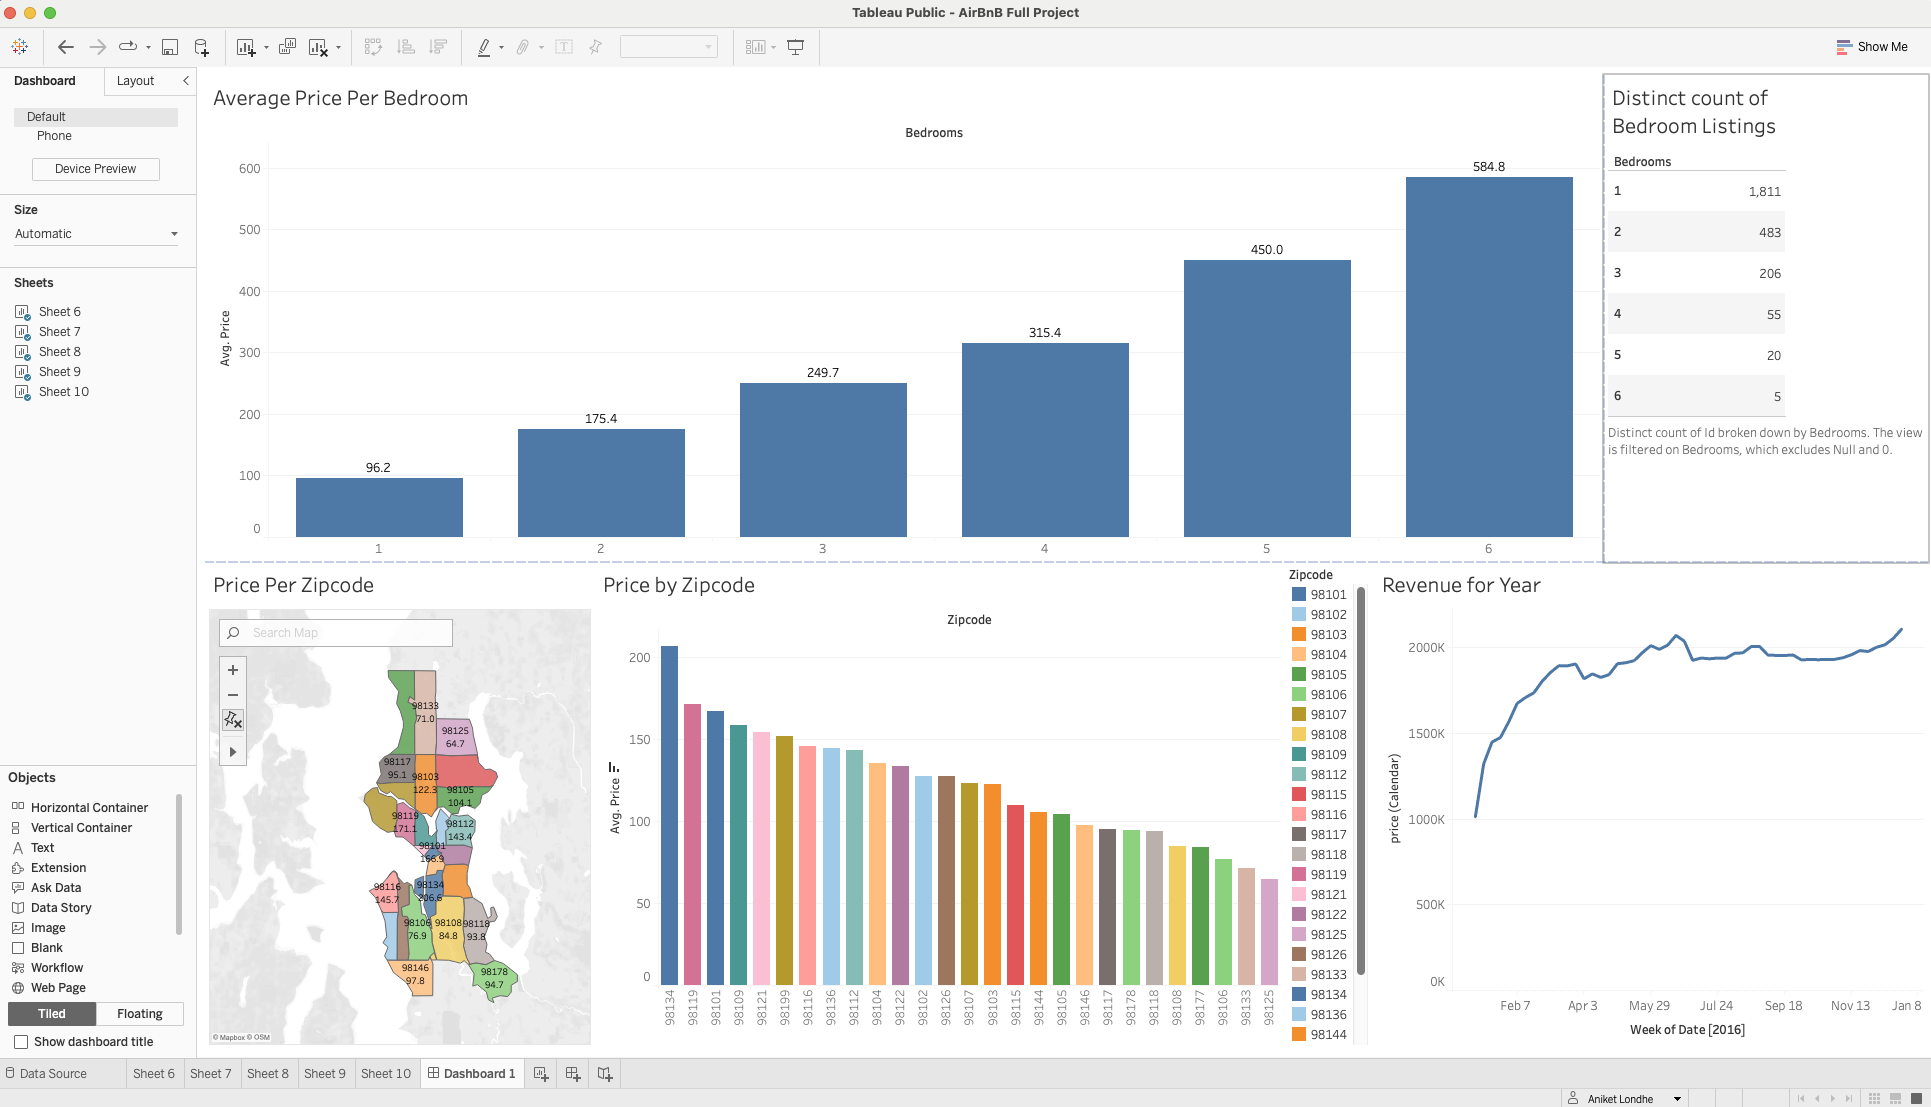 Tableau Public - AirBnB Full Project
Show Me
Dashboard
Layout
Default
Phone
Device Preview
Size
Automatic
Sheets
Sheet 6
Sheet 7
Sheet 8
Sheet 9
Sheet 10
Objects
Horizontal Container
Vertical Container
Text
Extension
Ask Data
Data Story
Image
Blank
Workflow
Web Page
Tiled
Floating
Show dashboard title
Average Price Per Bedroom
Bedrooms
Avg. Price
600
500
400
300
200
100
0
96.2
175.4
249.7
315.4
450.0
584.8
1
2
3
4
5
6
Distinct count of
Bedroom Listings
Bedrooms
1 1,811
2 483
3 206
4 55
5 20
6 5
Distinct count of Id broken down by Bedrooms. The view
is filtered on Bedrooms, which excludes Null and 0.
Price Per Zipcode
Search Map
98133
71.0
98125
64.7
98117
95.1
98103
122.3
98105
104.1
98119
171.1
98112
143.4
98101
166.9
98116
145.7
98134
206.6
98106
76.9
98108
84.8
98118
93.8
98146
97.8
98178
94.7
© Mapbox © OSM
Price by Zipcode
Zipcode
Avg. Price
200
150
100
50
0
98134
98119
98101
98109
98121
98199
98116
98136
98112
98104
98122
98102
98126
98107
98103
98115
98144
98105
98146
98117
98178
98118
98108
98177
98106
98133
98125
Zipcode
98101
98102
98103
98104
98105
98106
98107
98108
98109
98112
98115
98116
98117
98118
98119
98121
98122
98125
98126
98133
98134
98136
98144
Revenue for Year
price (Calendar)
2000K
1500K
1000K
500K
0K
Feb 7
Apr 3
May 29
Jul 24
Sep 18
Nov 13
Jan 8
Week of Date [2016]
Data Source
Sheet 6
Sheet 7
Sheet 8
Sheet 9
Sheet 10
Dashboard 1
Aniket Londhe